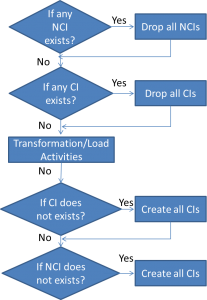 If any
NCI
exists?
Yes
Drop all NCIs
No
If any CI
exists?
Yes
Drop all CIs
No
Transformation/Load
Activities
No
If CI does
not exists?
Yes
Create all CIs
No
If NCI does
not exists?
Yes
Create all CIs